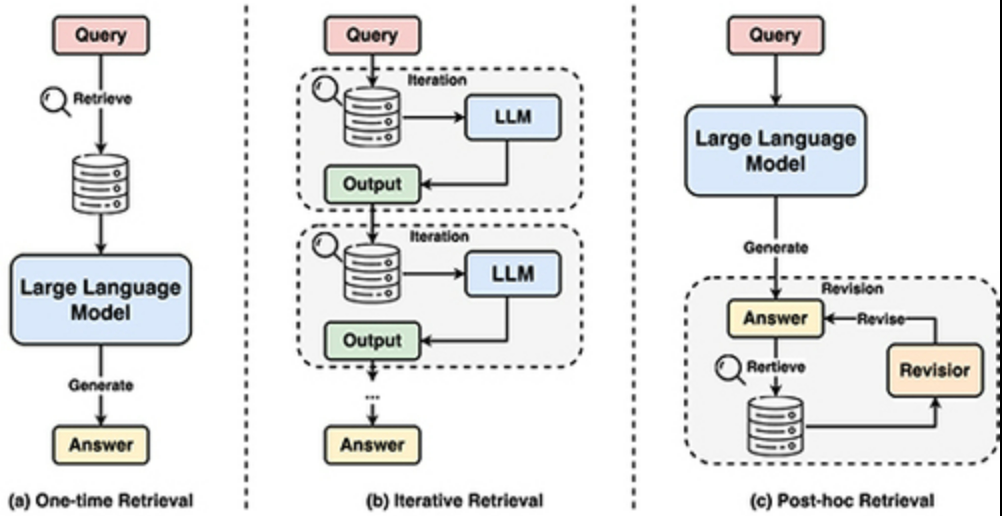 Query
Retrieve
Large Language
Model
Generate
Answer
(a) One-time Retrieval
Query
Iteration
LLM
Output
Iteration
LLM
Output
...
Answer
(b) Iterative Retrieval
Query
Large Language
Model
Generate
Revision
Answer
Revise
Rertieve
Revisior
(c) Post-hoc Retrieval